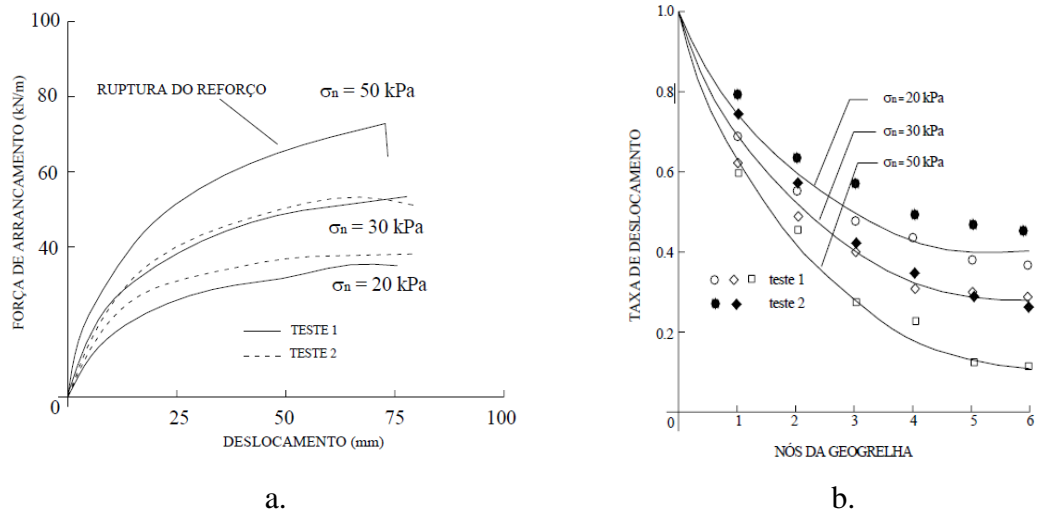 100
80
60
40
0
FORÇA DE ARRANCAMENTO (kN/m)
RUPTURA DO REFORÇO
σn = 50 kPa
σn = 30 kPa
σn = 20 kPa
TESTE 1
TESTE 2
0 25 50 75 100
DESLOCAMENTO (mm)
a.
1.0
0.8
0.6
0.4
0.2
0
TAXA DE DESLOCAMENTO
σn = 20 kPa
σn = 30 kPa
σn = 50 kPa
teste 1
teste 2
1 2 3 4 5 6
NÓS DA GEOGRELHA
b.